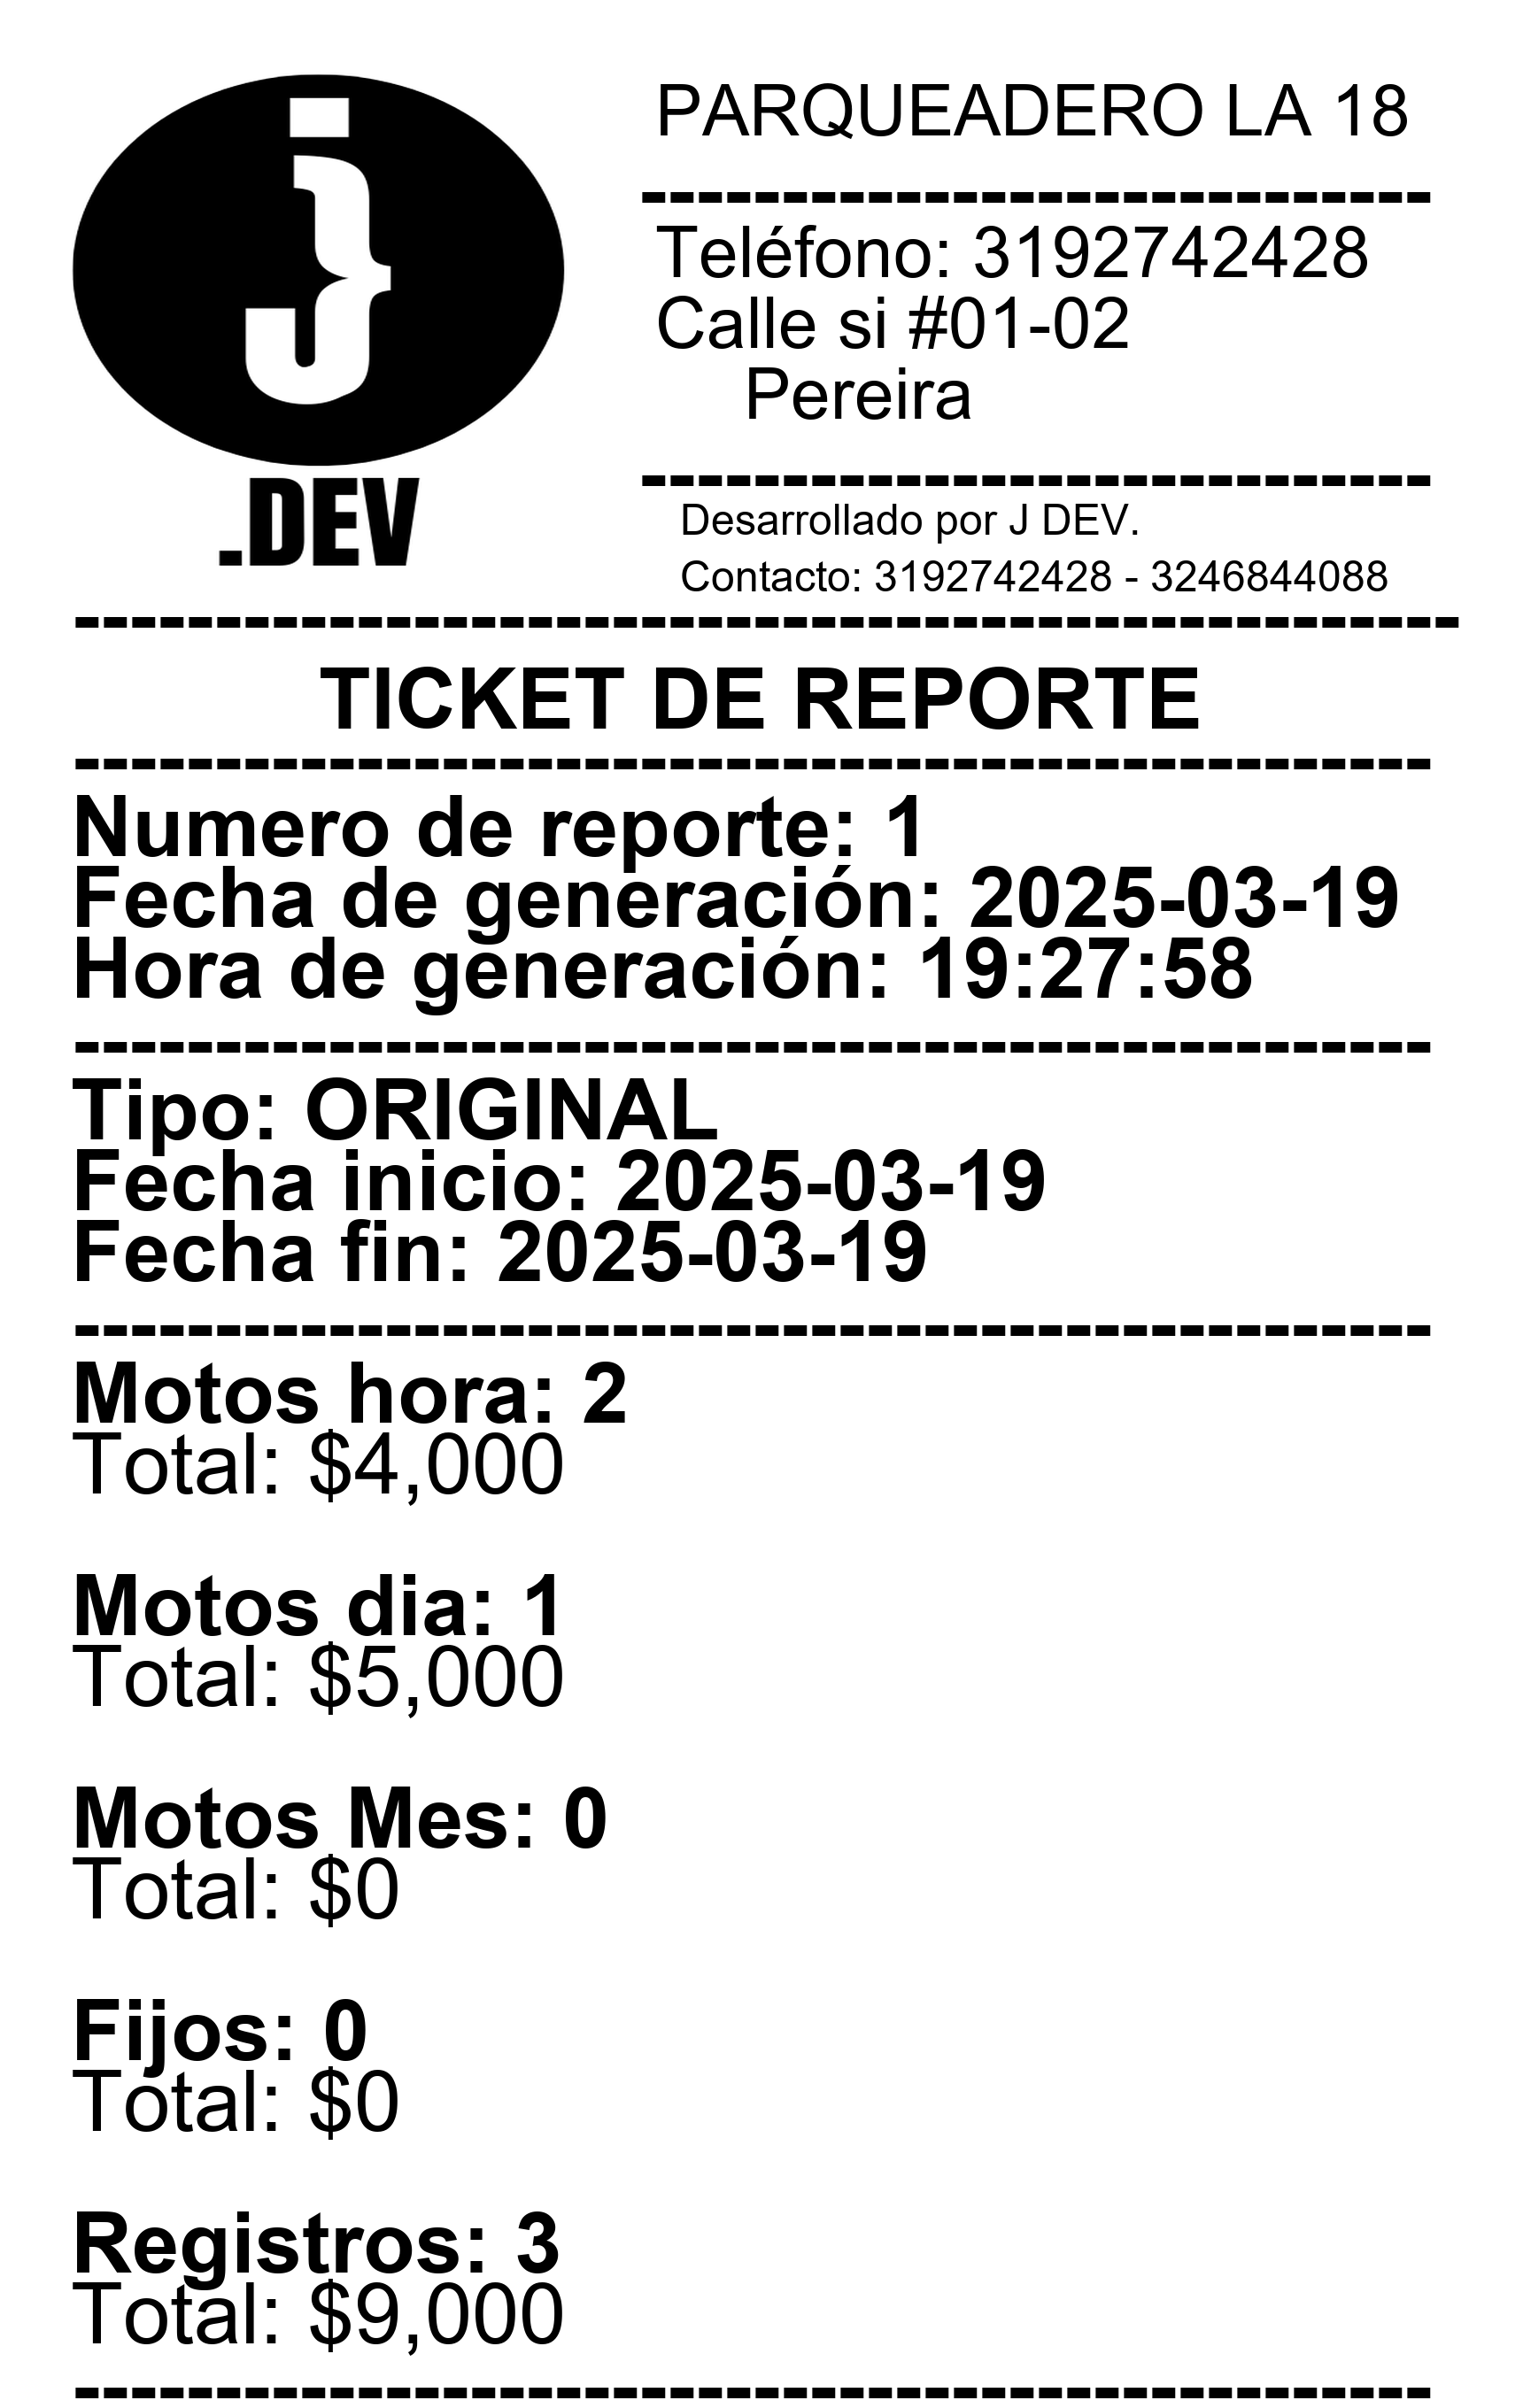 j
.DEV
PARQUEADERO LA 18
----------------------------
Teléfono: 3192742428
Calle si #01-02
Pereira
----------------------------
Desarrollado por J DEV.
Contacto: 3192742428 - 3246844088
-------------------------------------------------
TICKET DE REPORTE
------------------------------------------------
Numero de reporte: 1
Fecha de generación: 2025-03-19
Hora de generación: 19:27:58
------------------------------------------------
Tipo: ORIGINAL
Fecha inicio: 2025-03-19
Fecha fin: 2025-03-19
------------------------------------------------
Motos hora: 2
Total: $4,000
Motos dia: 1
Total: $5,000
Motos Mes: 0
Total: $0
Fijos: 0
Total: $0
Registros: 3
Total: $9,000
------------------------------------------------